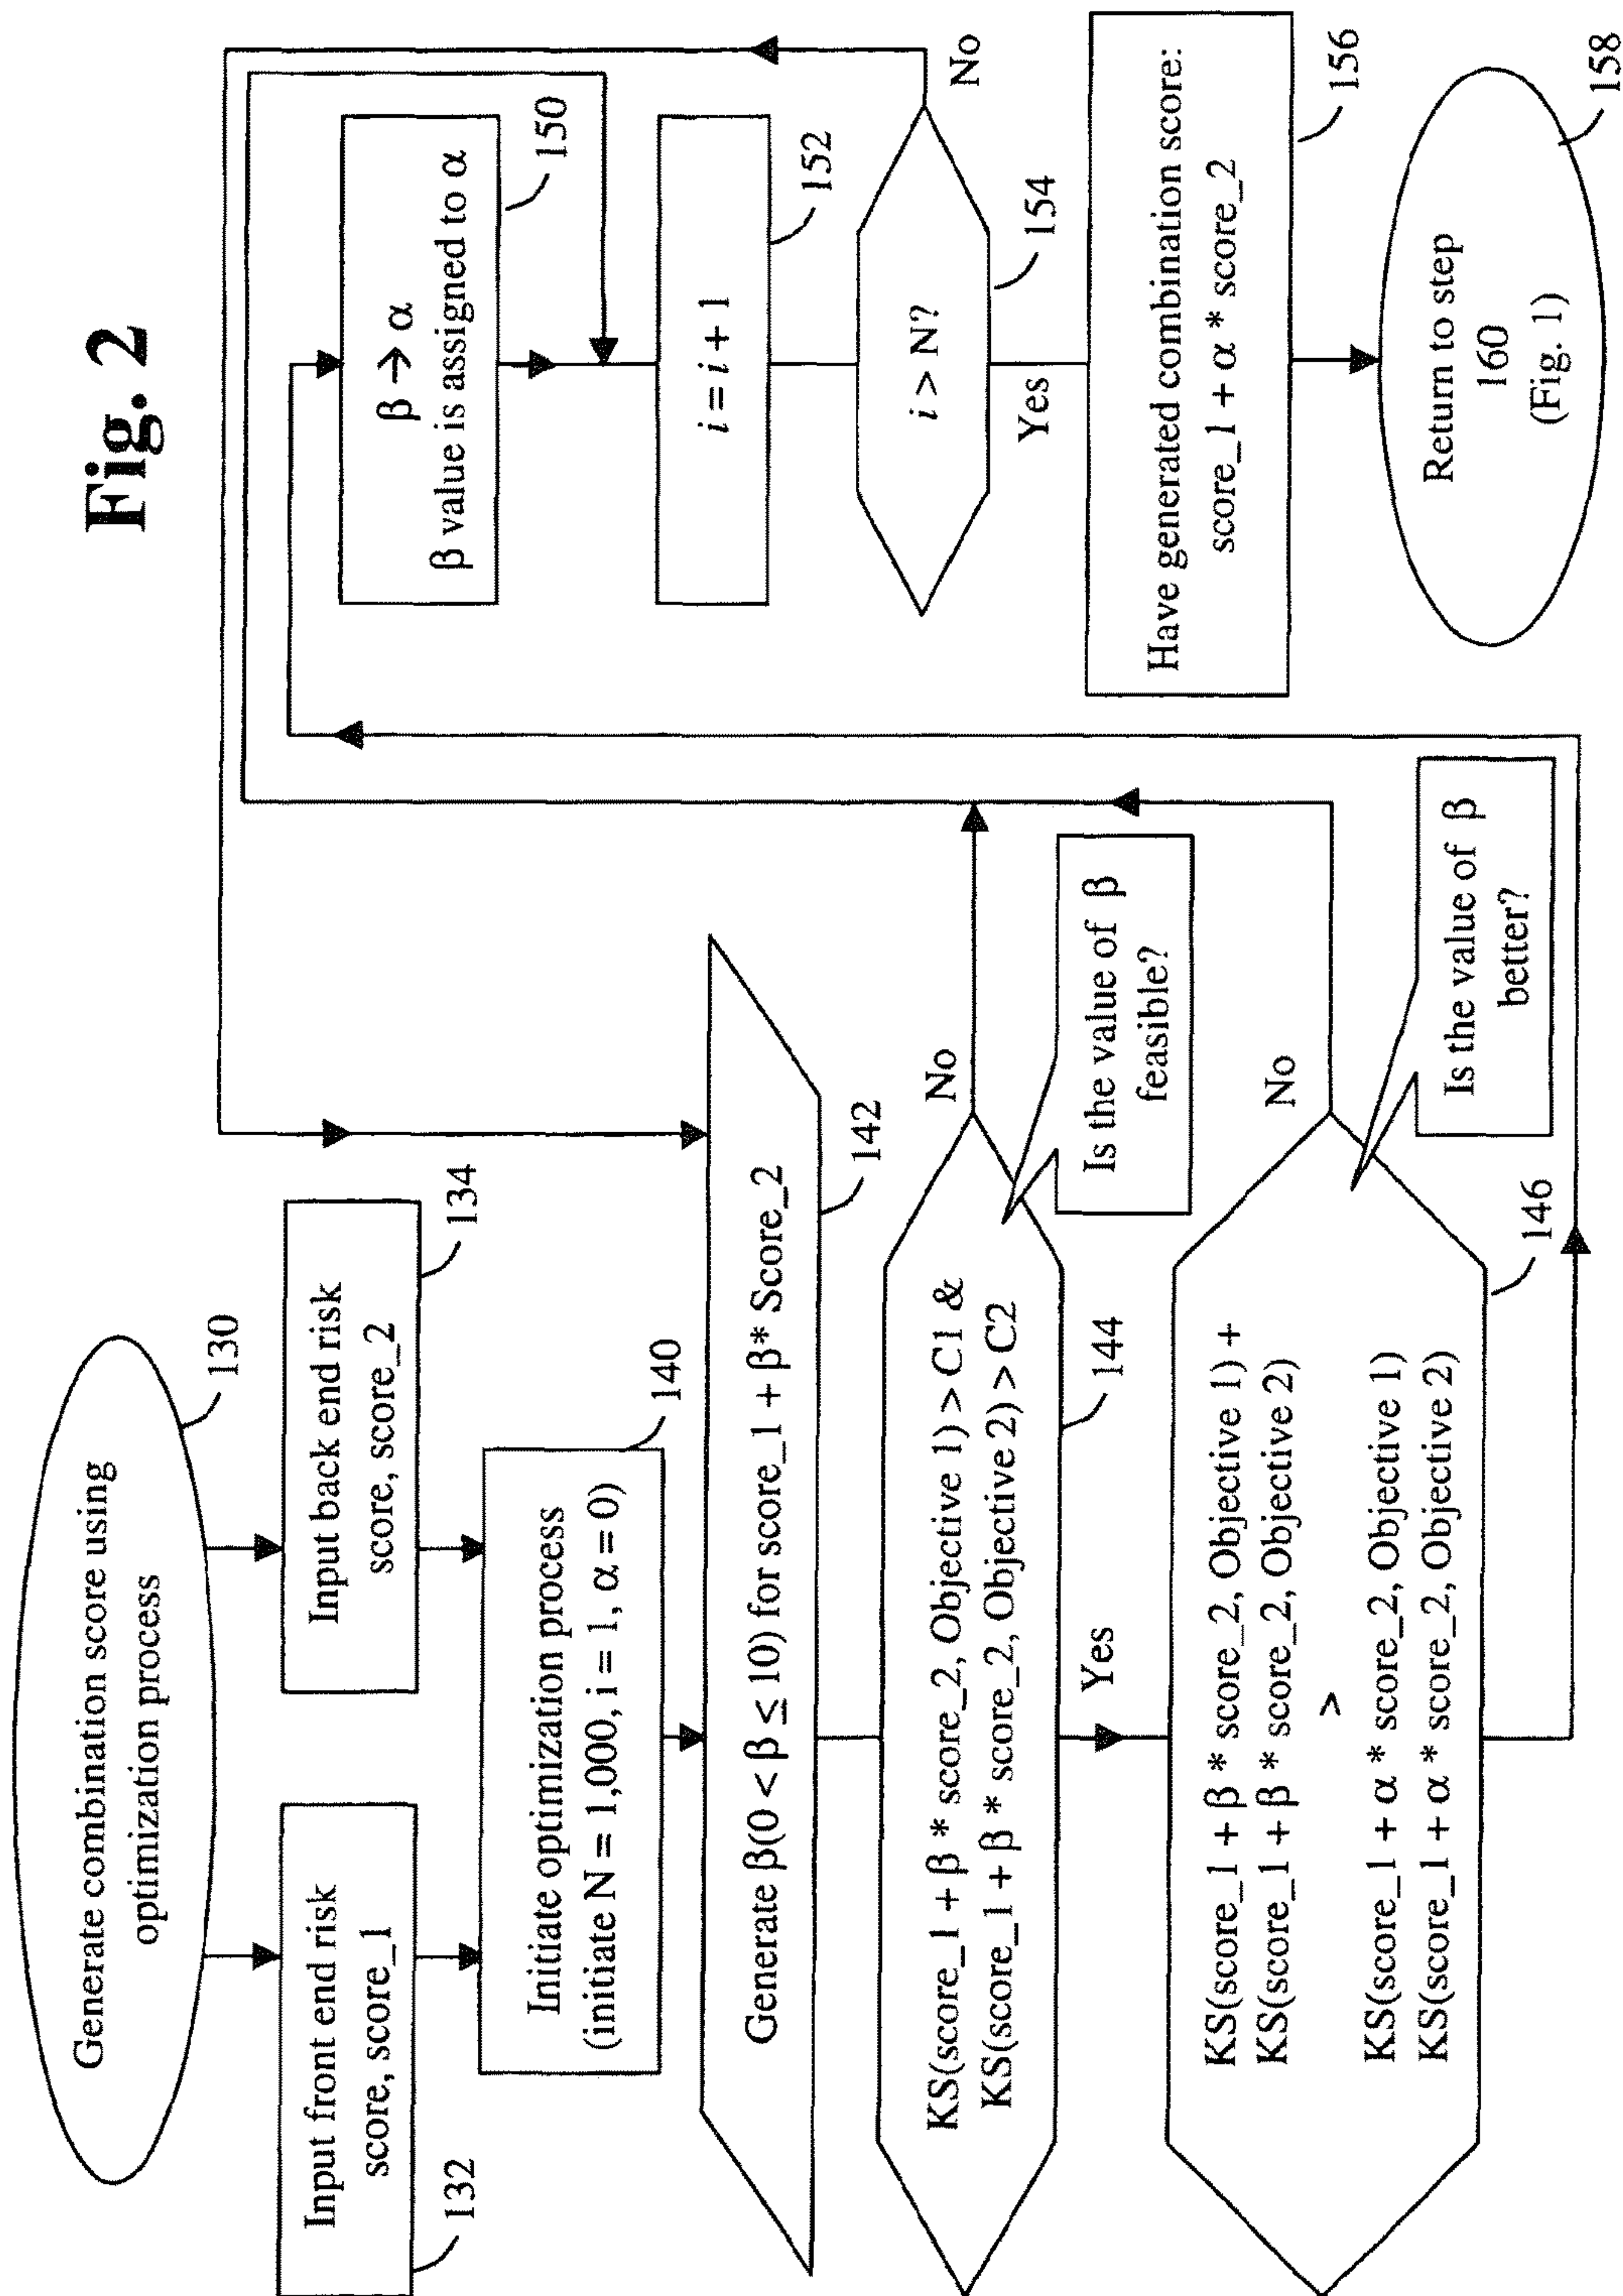 Fig. 2
Generate combination score using
optimization process
130
Input front end risk
score, score_1
132
Input back end risk
score, score_2
134
Initiate optimization process
(initiate N = 1,000, i = 1, α = 0)
140
Generate β(0 < β ≤ 10) for score_1 + β* Score_2
142
KS(score_1 + β * score_2, Objective 1) > C1 &
KS(score_1 + β * score_2, Objective 2) > C2
144
No
Is the value of β
feasible?
Yes
KS(score_1 + β * score_2, Objective 1) +
KS(score_1 + β * score_2, Objective 2)
>
KS(score_1 + α * score_2, Objective 1)
KS(score_1 + α * score_2, Objective 2)
146
No
Is the value of β
better?
β → α
β value is assigned to α
150
i = i + 1
152
i > N?
154
No
Yes
Have generated combination score:
score_1 + α * score_2
156
Return to step
160
(Fig. 1)
158